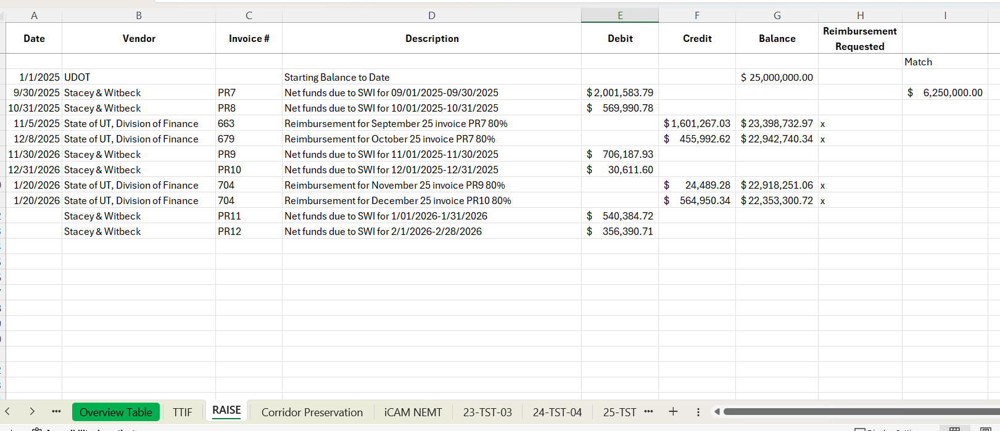 A B C D E F G H I
Date Vendor Invoice # Description Debit Credit Balance Reimbursement Requested
Match
1/1/2025 UDOT Starting Balance to Date $ 25,000,000.00
9/30/2025 Stacey & Witbeck PR7 Net funds due to SWI for 09/01/2025-09/30/2025 $ 2,001,583.79 $ 6,250,000.00
10/31/2025 Stacey & Witbeck PR8 Net funds due to SWI for 10/01/2025-10/31/2025 $ 569,990.78
11/5/2025 State of UT, Division of Finance 663 Reimbursement for September 25 invoice PR7 80% $ 1,601,267.03 $ 23,398,732.97 x
12/8/2025 State of UT, Division of Finance 679 Reimbursement for October 25 invoice PR7 80% $ 455,992.62 $ 22,942,740.34 x
11/30/2026 Stacey & Witbeck PR9 Net funds due to SWI for 11/01/2025-11/30/2025 $ 706,187.93
12/31/2026 Stacey & Witbeck PR10 Net funds due to SWI for 12/01/2025-12/31/2025 $ 30,611.60
1/20/2026 State of UT, Division of Finance 704 Reimbursement for November 25 invoice PR9 80% $ 24,489.28 $ 22,918,251.06 x
1/20/2026 State of UT, Division of Finance 704 Reimbursement for December 25 invoice PR10 80% $ 564,950.34 $ 22,353,300.72 x
Stacey & Witbeck PR11 Net funds due to SWI for 1/01/2026-1/31/2026 $ 540,384.72
Stacey & Witbeck PR12 Net funds due to SWI for 2/1/2026-2/28/2026 $ 356,390.71
Overview Table TTIF RAISE Corridor Preservation iCAM NEMT 23-TST-03 24-TST-04 25-TST